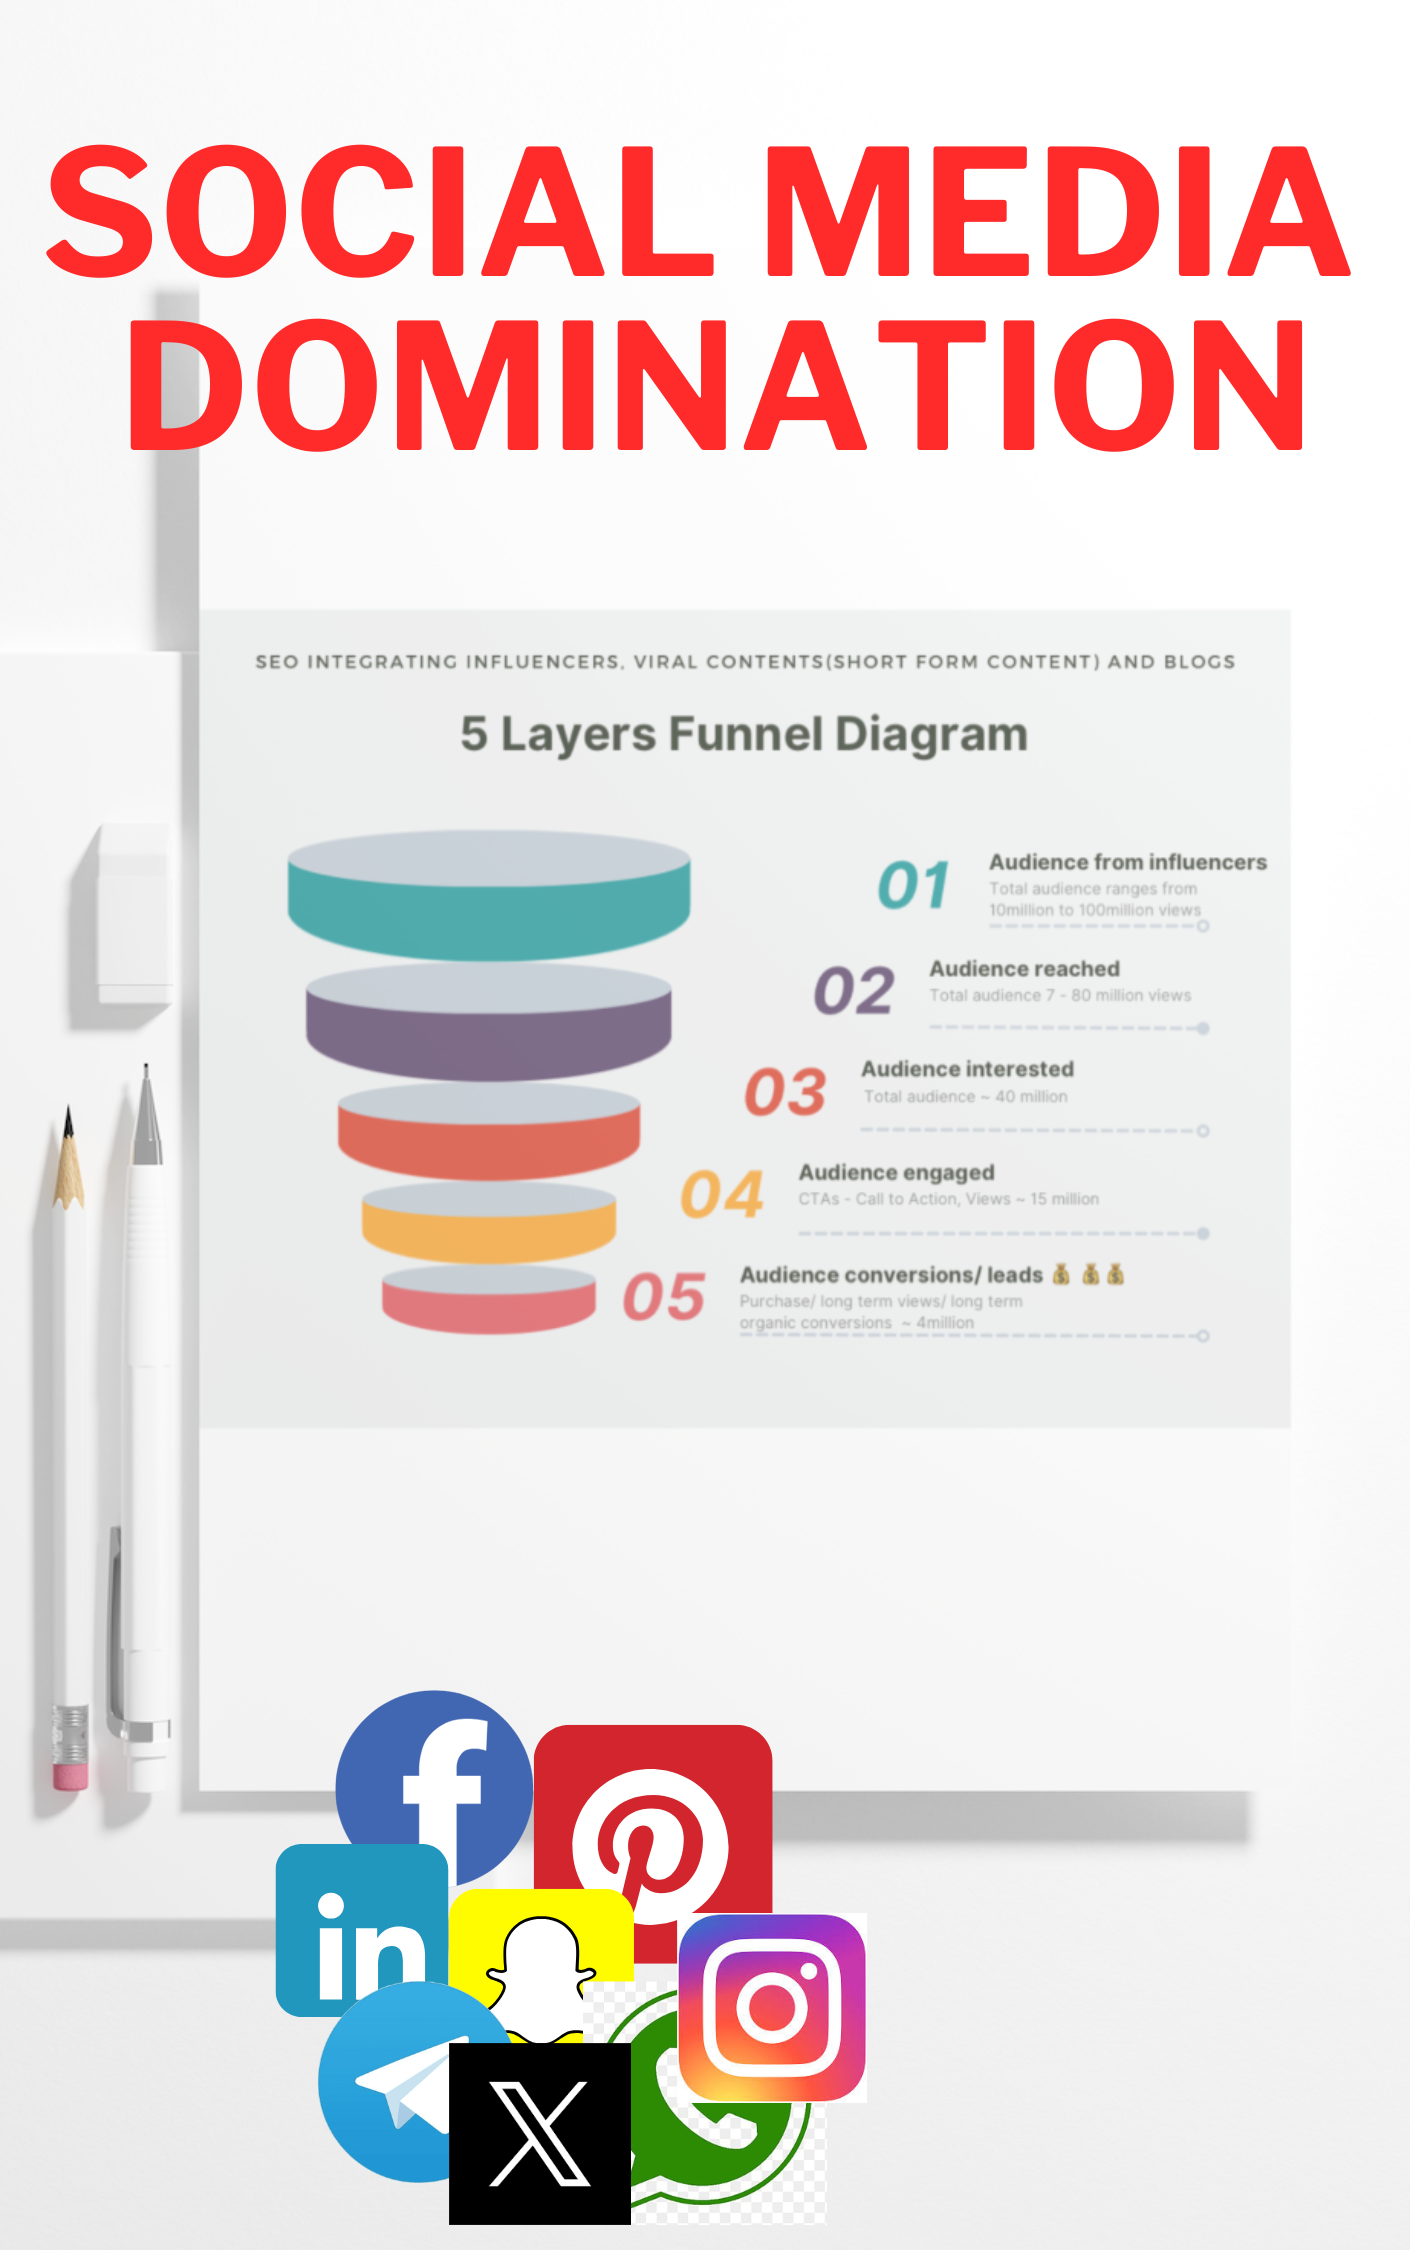 SOCIAL MEDIA
DOMINATION
SEO INTEGRATING INFLUENCERS, VIRAL CONTENTS(SHORT FORM CONTENT) AND BLOGS
5 Layers Funnel Diagram
01
Audience from influencers
Total audience ranges from
10million to 100million views
02
Audience reached
Total audience 7 - 80 million views
03
Audience interested
Total audience ~ 40 million
04
Audience engaged
CTAs - Call to Action, Views ~ 15 million
05
Audience conversions/ leads 💰 💰 💰
Purchase/ long term views/ long term
organic conversions ~ 4million
f
in
X